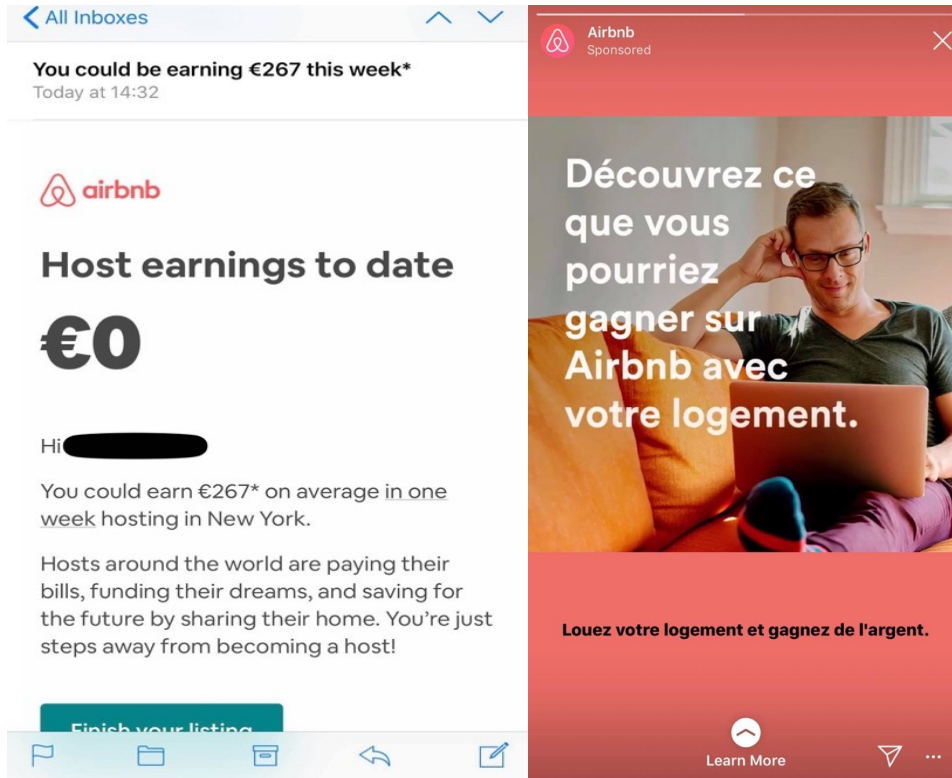 All Inboxes
You could be earning €267 this week*
Today at 14:32
airbnb
Host earnings to date
€0
Hi
You could earn €267* on average in one
week hosting in New York.
Hosts around the world are paying their
bills, funding their dreams, and saving for
the future by sharing their home. You're just
steps away from becoming a host!
Finish your listing
Airbnb
Sponsored
Découvrez ce
que vous
pourriez
gagner sur
Airbnb avec
votre logement.
Louez votre logement et gagnez de l'argent.
Learn More